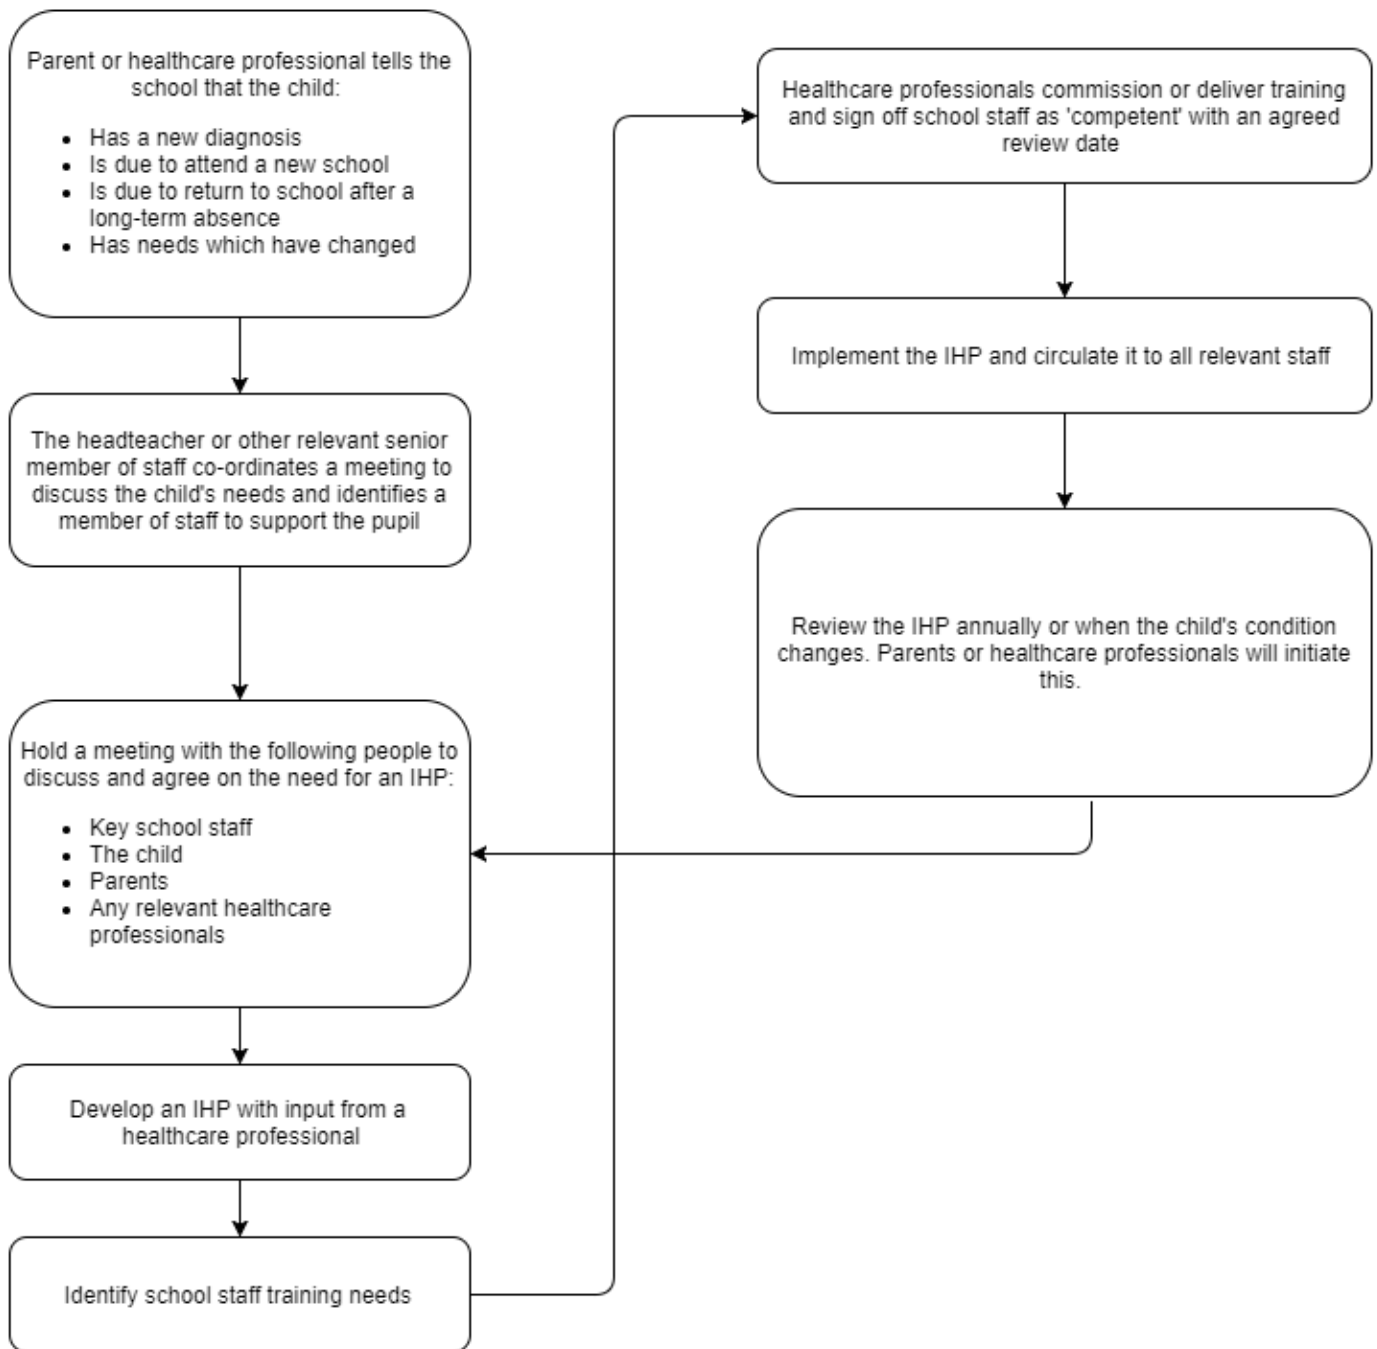 Parent or healthcare professional tells the
school that the child:
• Has a new diagnosis
• Is due to attend a new school
• Is due to return to school after a
long-term absence
• Has needs which have changed
The headteacher or other relevant senior
member of staff co-ordinates a meeting to
discuss the child's needs and identifies a
member of staff to support the pupil
Hold a meeting with the following people to
discuss and agree on the need for an IHP:
• Key school staff
• The child
• Parents
• Any relevant healthcare
professionals
Develop an IHP with input from a
healthcare professional
Identify school staff training needs
Healthcare professionals commission or deliver training
and sign off school staff as 'competent' with an agreed
review date
Implement the IHP and circulate it to all relevant staff
Review the IHP annually or when the child's condition
changes. Parents or healthcare professionals will initiate
this.